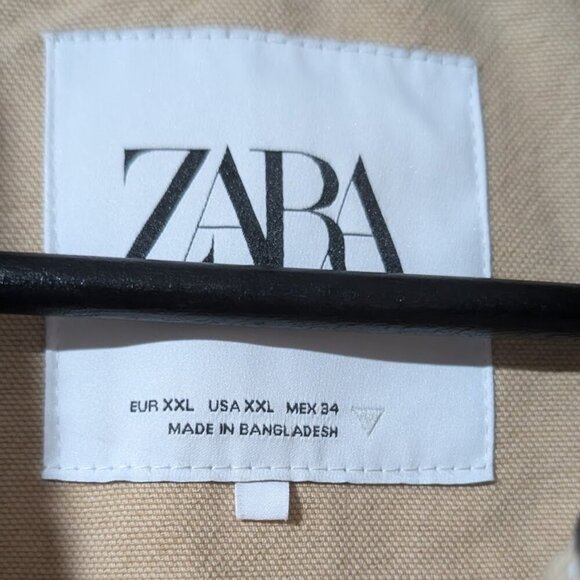 ZARA
EUR XXL USA XXL MEX 34
MADE IN BANGLADESH